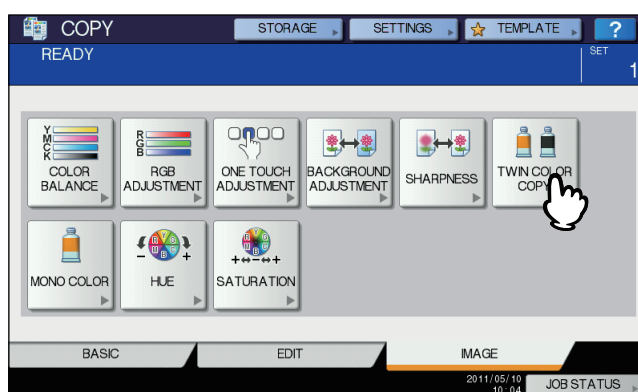 COPY
STORAGE
SETTINGS
TEMPLATE
?
READY
SET
1
Y
M
C
K
COLOR
BALANCE
R
G
B
RGB
ADJUSTMENT
ONE TOUCH
ADJUSTMENT
BACKGROUND
ADJUSTMENT
SHARPNESS
TWIN COLOR
COPY
MONO COLOR
- +
HUE
+ - +
SATURATION
BASIC
EDIT
IMAGE
2011/05/10
10:04
JOB STATUS